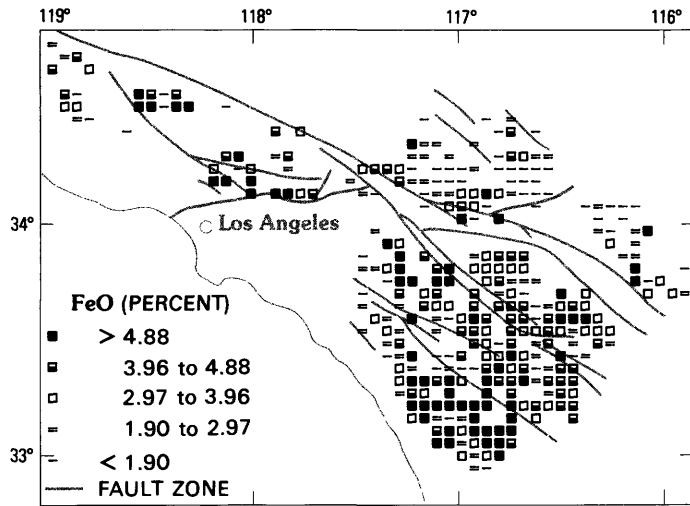 119° 118° 117° 116°
34°
Los Angeles
FeO (PERCENT)
> 4.88
3.96 to 4.88
2.97 to 3.96
1.90 to 2.97
33°
< 1.90
FAULT ZONE